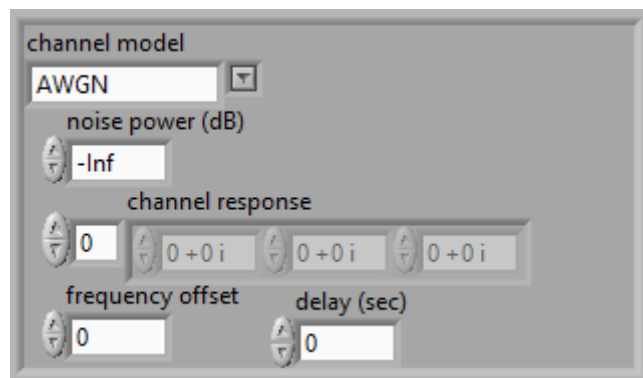 channel model
AWGN
noise power (dB)
-Inf
channel response
0 0 +0 i 0 +0 i 0 +0 i
frequency offset delay (sec)
0 0